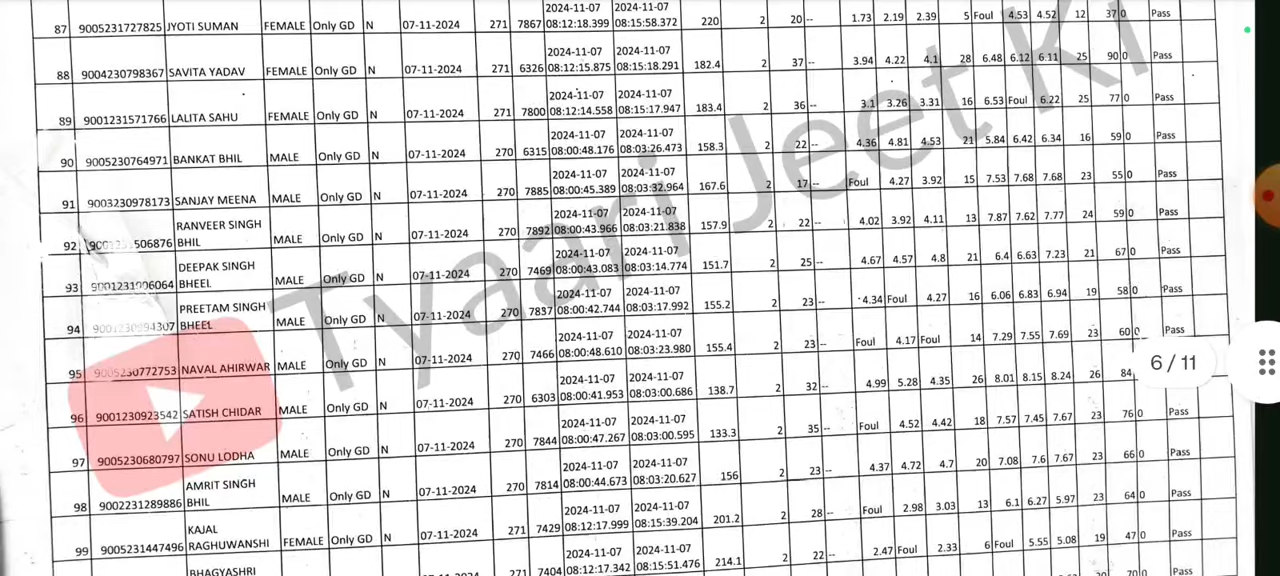 2024-11-07 2024-11-07
87 9005231727825 JYOTI SUMAN FEMALE Only GD N 07-11-2024 271 7867 08:12:18.399 08:15:58.372 220 2 20 -- 1.73 2.19 2.39 5 Foul 4.53 4.52 12 37 0 Pass
2024-11-07 2024-11-07
88 9004230798367 SAVITA YADAV FEMALE Only GD N 07-11-2024 271 6326 08:12:15.875 08:15:18.291 182.4 2 37 -- 3.94 4.22 4.1 28 6.48 6.12 6.11 25 90 0 Pass
2024-11-07 2024-11-07
89 9001231571766 LALITA SAHU FEMALE Only GD N 07-11-2024 271 7800 08:12:14.558 08:15:17.947 183.4 2 36 -- 3.1 3.26 3.31 16 6.53 Foul 6.22 25 77 0 Pass
2024-11-07 2024-11-07
90 9005230764971 BANKAT BHIL MALE Only GD N 07-11-2024 270 6315 08:00:48.176 08:03:26.473 158.3 2 22 -- 4.36 4.81 4.53 21 5.84 6.42 6.34 16 59 0 Pass
2024-11-07 2024-11-07
91 9003230978173 SANJAY MEENA MALE Only GD N 07-11-2024 270 7885 08:00:45.389 08:03:32.964 167.6 2 17 -- Foul 4.27 3.92 15 7.53 7.68 7.68 23 55 0 Pass
RANVEER SINGH 2024-11-07 2024-11-07
92 506876 BHIL MALE Only GD N 07-11-2024 270 7892 08:00:43.966 08:03:21.838 157.9 2 22 -- 4.02 3.92 4.11 13 7.87 7.62 7.77 24 59 0 Pass
DEEPAK SINGH 2024-11-07 2024-11-07
93 BHEEL MALE Only GD N 07-11-2024 270 7469 08:00:43.083 08:03:14.774 151.7 2 25 -- 4.67 4.57 4.8 21 6.4 6.63 7.23 21 67 0 Pass
PREETAM SINGH 2024-11-07 2024-11-07
94 BHEEL MALE Only GD N 07-11-2024 270 7837 08:00:42.744 08:03:17.992 155.2 2 23 -- 4.34 Foul 4.27 16 6.06 6.83 6.94 19 58 0 Pass
2024-11-07 2024-11-07
95 9005230772753 NAVAL AHIRWAR MALE Only GD N 07-11-2024 270 7466 08:00:48.610 08:03:23.980 155.4 2 23 -- Foul 4.17 Foul 14 7.29 7.55 7.69 23 60 0 Pass
2024-11-07 2024-11-07
96 9001230923542 SATISH CHIDAR MALE Only GD N 07-11-2024 270 6303 08:00:41.953 08:03:00.686 138.7 2 32 -- 4.99 5.28 4.35 26 8.01 8.15 8.24 26 84
2024-11-07 2024-11-07
97 9005230680797 SONU LODHA MALE Only GD N 07-11-2024 270 7844 08:00:47.267 08:03:00.595 133.3 2 35 -- Foul 4.52 4.42 18 7.57 7.45 7.67 23 76 0 Pass
AMRIT SINGH 2024-11-07 2024-11-07
98 9002231289886 BHIL MALE Only GD N 07-11-2024 270 7814 08:00:44.673 08:03:20.627 156 2 23 -- 4.37 4.72 4.7 20 7.08 7.6 7.67 23 66 0 Pass
KAJAL 2024-11-07 2024-11-07
99 9005231447496 RAGHUWANSHI FEMALE Only GD N 07-11-2024 271 7429 08:12:17.999 08:15:39.204 201.2 2 28 -- Foul 2.98 3.03 13 6.1 6.27 5.97 23 64 0 Pass
BHAGYASHRI 2024-11-07 2024-11-07
271 7404 08:12:17.342 08:15:51.476 214.1 2 22 -- 2.47 Foul 2.33 6 Foul 5.55 5.08 19 47 0 Pass
Pass
Tyaari Jeet Ki
6 / 11